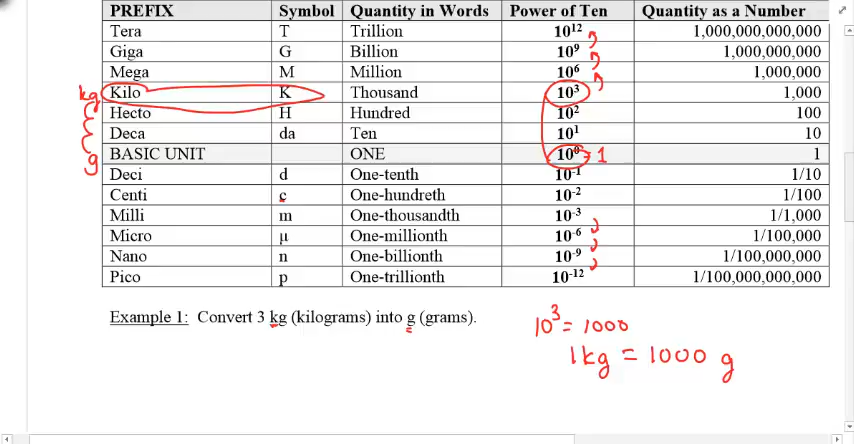 PREFIX Symbol Quantity in Words Power of Ten Quantity as a Number
Tera T Trillion 10¹² 1,000,000,000,000
Giga G Billion 10⁹ 1,000,000,000,000
Mega M Million 10⁶ 1,000,000
kg Kilo K Thousand 10³ 1,000
Hecto H Hundred 10² 100
Deca da Ten 10¹ 10
g BASIC UNIT ONE 10⁰ = 1 1
Deci d One-tenth 10⁻¹ 1/10
Centi c One-hundreth 10⁻² 1/100
Milli m One-thousandth 10⁻³ 1/1,000
Micro μ One-millionth 10⁻⁶ 1/100,000
Nano n One-billionth 10⁻⁹ 1/100,000,000
Pico p One-trillionth 10⁻¹² 1/100,000,000,000
Example 1: Convert 3 kg (kilograms) into g (grams).
10³ = 1000
1kg = 1000 g